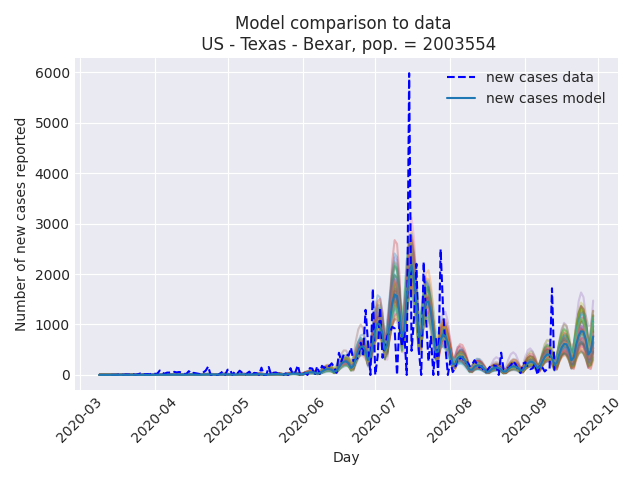 Model comparison to data
US - Texas - Bexar, pop. = 2003554
new cases data
new cases model
Number of new cases reported
6000
5000
4000
3000
2000
1000
0
2020-03
2020-04
2020-05
2020-06
2020-07
2020-08
2020-09
2020-10
Day